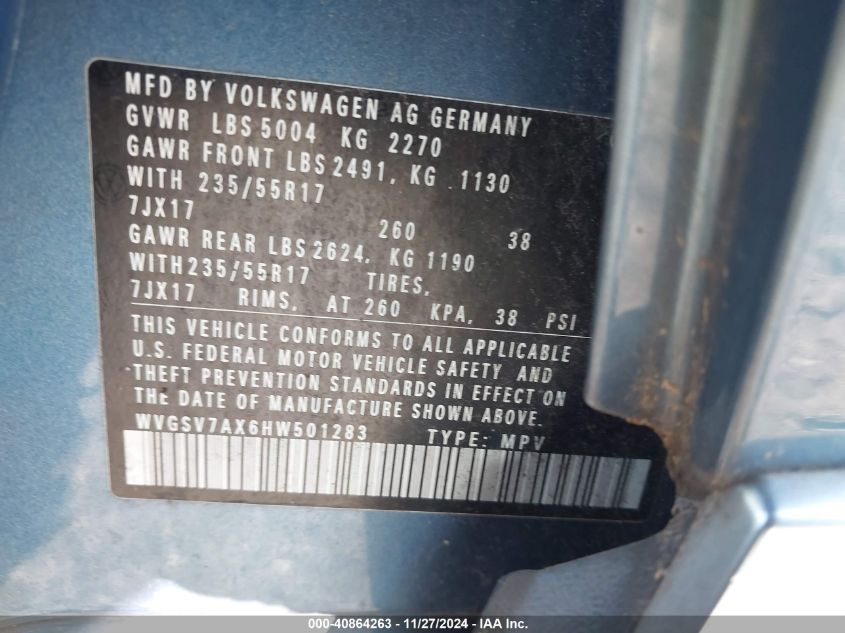 MFD BY VOLKSWAGEN AG GERMANY
GVWR LBS 5004 KG 2270
GAWR FRONT LBS 2491, KG 1130
WITH 235/55R17
7JX17 260 38
GAWR REAR LBS 2624, KG 1190
WITH 235/55R17 TIRES,
7JX17 RIMS, AT 260 KPA, 38 PSI
THIS VEHICLE CONFORMS TO ALL APPLICABLE
U.S. FEDERAL MOTOR VEHICLE SAFETY AND
THEFT PREVENTION STANDARDS IN EFFECT ON
THE DATE OF MANUFACTURE SHOWN ABOVE.
WVGSV7AX6HW501283 TYPE: MPV
000-40864263 - 11/27/2024 - IAA Inc.